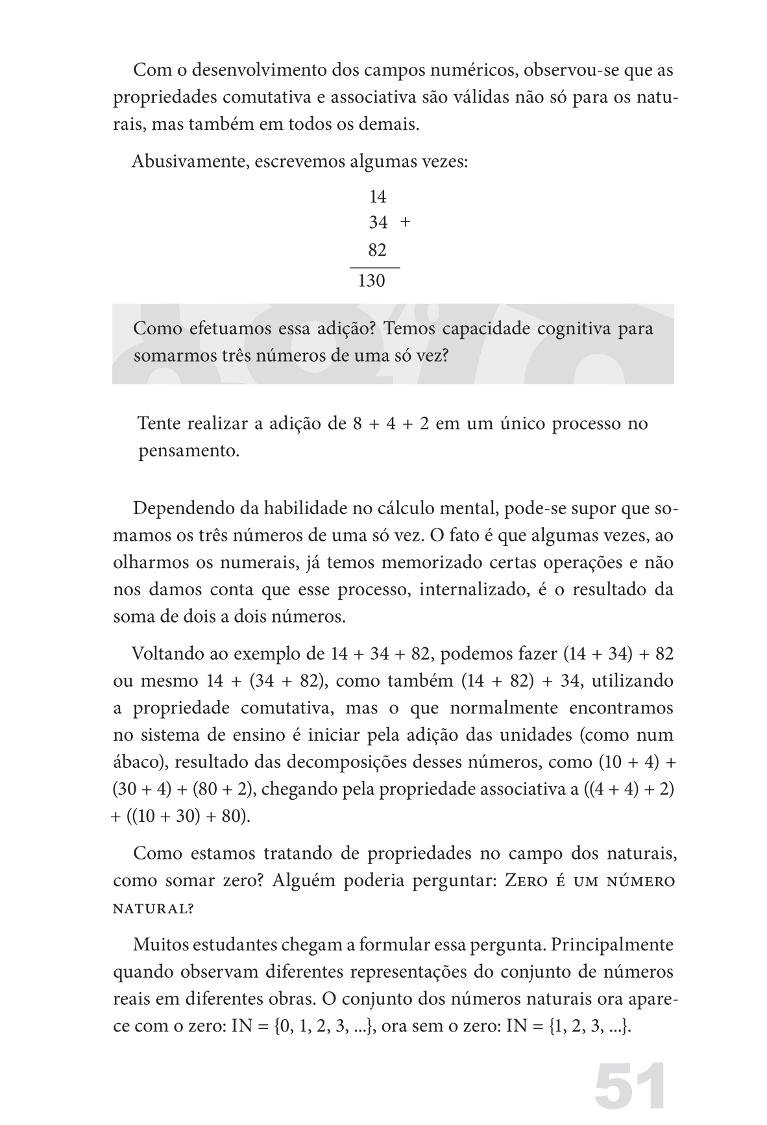 Com o desenvolvimento dos campos numéricos, observou-se que as
propriedades comutativa e associativa são válidas não só para os natu-
rais, mas também em todos os demais.
Abusivamente, escrevemos algumas vezes:
14
34 +
82
130
Como efetuamos essa adição? Temos capacidade cognitiva para
somarmos três números de uma só vez?
Tente realizar a adição de 8 + 4 + 2 em um único processo no
pensamento.
Dependendo da habilidade no cálculo mental, pode-se supor que so-
mamos os três números de uma só vez. O fato é que algumas vezes, ao
olharmos os numerais, já temos memorizado certas operações e não
nos damos conta que esse processo, internalizado, é o resultado da
soma de dois a dois números.
Voltando ao exemplo de 14 + 34 + 82, podemos fazer (14 + 34) + 82
ou mesmo 14 + (34 + 82), como também (14 + 82) + 34, utilizando
a propriedade comutativa, mas o que normalmente encontramos
no sistema de ensino é iniciar pela adição das unidades (como num
ábaco), resultado das decomposições desses números, como (10 + 4) +
(30 + 4) + (80 + 2), chegando pela propriedade associativa a ((4 + 4) + 2)
+ ((10 + 30) + 80).
Como estamos tratando de propriedades no campo dos naturais,
como somar zero? Alguém poderia perguntar: ZERO É UM NÚMERO
NATURAL?
Muitos estudantes chegam a formular essa pergunta. Principalmente
quando observam diferentes representações do conjunto de números
reais em diferentes obras. O conjunto dos números naturais ora apare-
ce com o zero: IN = {0, 1, 2, 3, ...}, ora sem o zero: IN = {1, 2, 3, ...}.
51